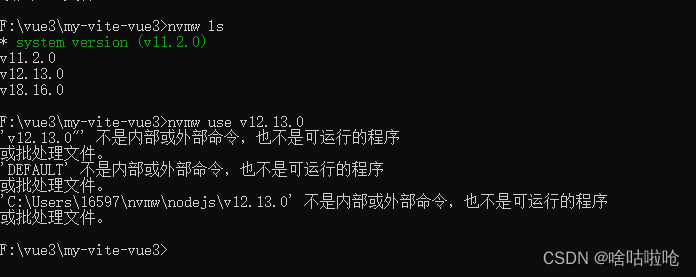 F:\vue3\my-vite-vue3>nvmw ls
* system version (v11.2.0)
v11.2.0
v12.13.0
v18.16.0
F:\vue3\my-vite-vue3>nvmw use v12.13.0
'v12.13.0"' 不是内部或外部命令，也不是可运行的程序
或批处理文件。
'DEFAULT' 不是内部或外部命令，也不是可运行的程序
或批处理文件。
'C:\Users\16597\nvmw\nodejs\v12.13.0' 不是内部或外部命令，也不是可运行的程序
或批处理文件。
F:\vue3\my-vite-vue3>
CSDN @啥咕啦呛